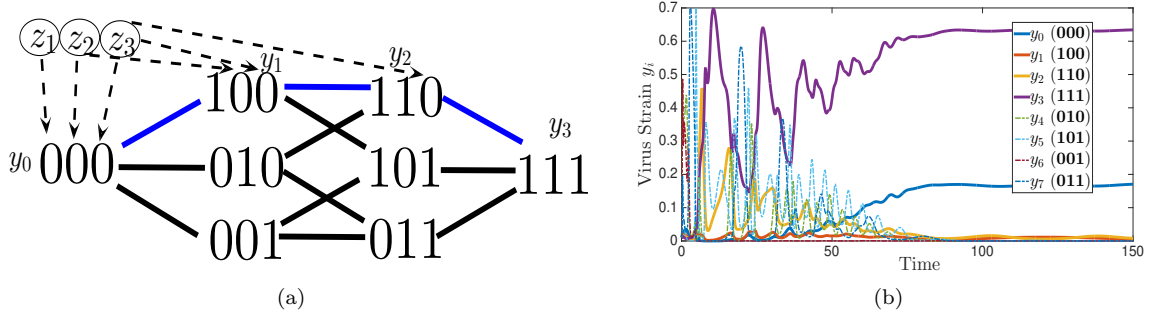 z1 z2 z3
y1 y2
100 110
y3
y0 000 010 101 111
001 011
(a)
Virus Strain yi
0.7
0.6
0.5
0.4
0.3
0.2
0.1
0
0 50 100 150
Time
y0 (000)
y1 (100)
y2 (110)
y3 (111)
y4 (010)
y5 (101)
y6 (001)
y7 (011)
(b)